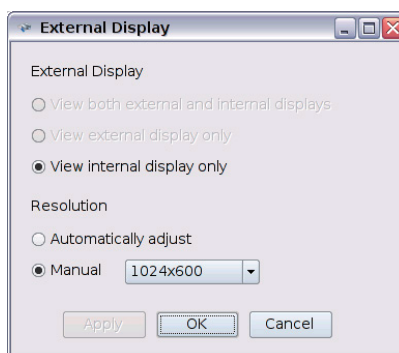 External Display
External Display
View both external and internal displays
View external display only
View internal display only
Resolution
Automatically adjust
Manual 1024x600
Apply OK Cancel